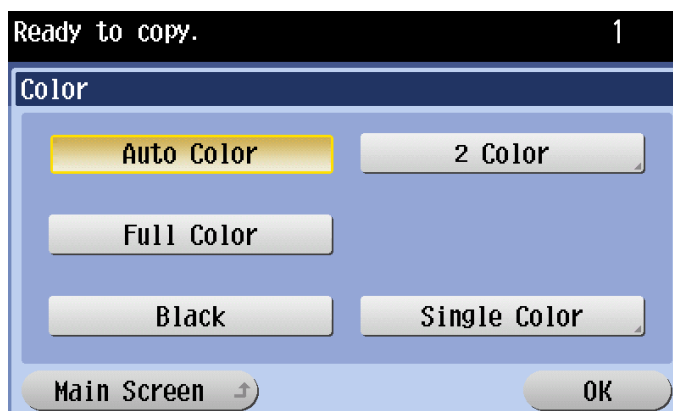 Ready to copy. 1
Color
Auto Color 2 Color
Full Color
Black Single Color
Main Screen OK